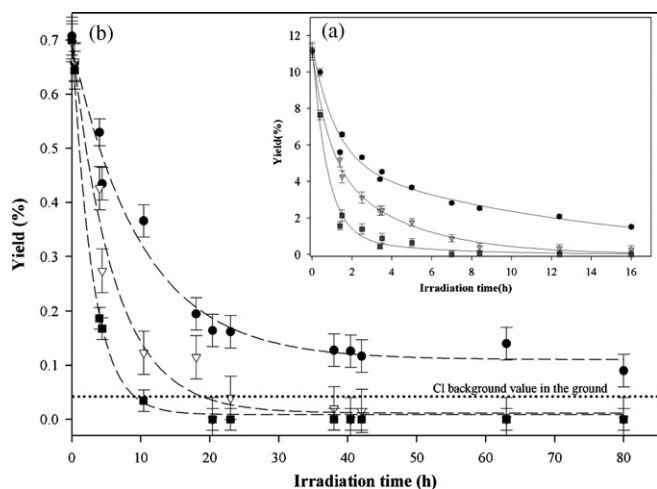 (b)
(a)
Yield (%)
0.7
0.6
0.5
0.4
0.3
0.2
0.1
0.0
Yield(%)
12
10
8
6
4
2
0
0 2 4 6 8 10 12 14 16
Irradiation time(h)
Cl background value in the ground
0 10 20 30 40 50 60 70 80
Irradiation time (h)